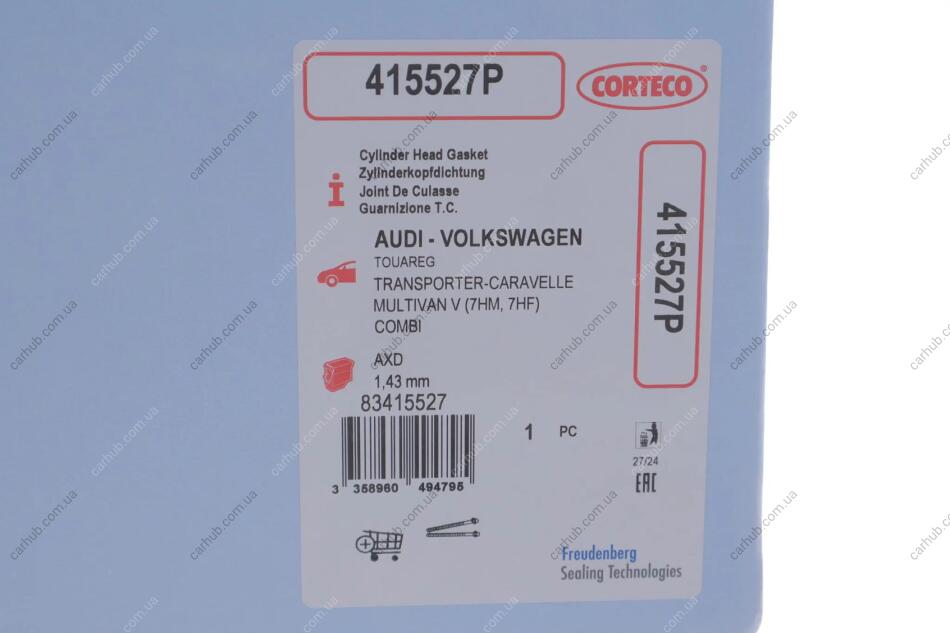 415527P
CORTECO®
Cylinder Head Gasket
Zylinderkopfdichtung
Joint De Culasse
Guarnizione T.C.
AUDI - VOLKSWAGEN
TOUAREG
TRANSPORTER-CARAVELLE
MULTIVAN V (7HM, 7HF)
COMBI
415527P
AXD
1,43 mm
83415527
3 358960 494795
1 PC
27/24
EAC
Freudenberg
Sealing Technologies
carhub.com.ua